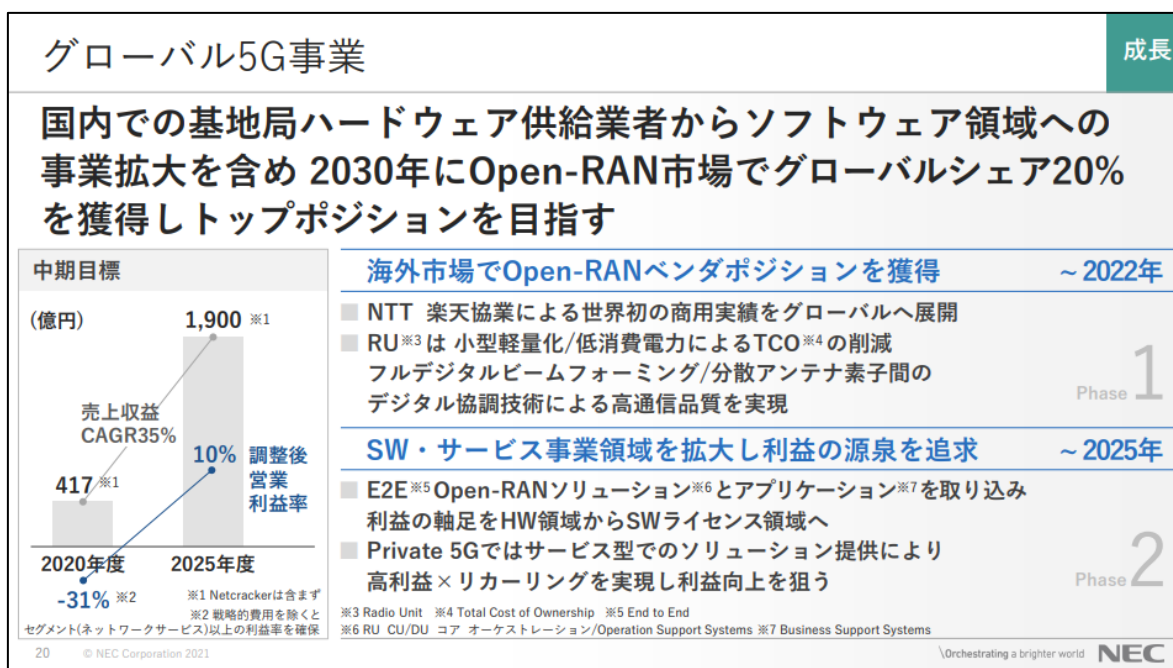 グローバル5G事業
成長
国内での基地局ハードウェア供給業者からソフトウェア領域への
事業拡大を含め 2030年にOpen-RAN市場でグローバルシェア20%
を獲得しトップポジションを目指す
中期目標
(億円)
1,900 ※1
売上収益
CAGR35%
417 ※1
10% 調整後
営業
利益率
2020年度 2025年度
-31% ※2
※1 Netcrackerは含まず
※2 戦略的費用を除くと
セグメント(ネットワークサービス)以上の利益率を確保
海外市場でOpen-RANベンダポジションを獲得 ~2022年
■ NTT 楽天協業による世界初の商用実績をグローバルへ展開
■ RU※3は 小型軽量化/低消費電力によるTCO※4の削減
フルデジタルビームフォーミング/分散アンテナ素子間の
デジタル協調技術による高通信品質を実現
Phase 1
SW・サービス事業領域を拡大し利益の源泉を追求 ~2025年
■ E2E※5 Open-RANソリューション※6とアプリケーション※7を取り込み
利益の軸足をHW領域からSWライセンス領域へ
■ Private 5Gではサービス型でのソリューション提供により
高利益×リカーリングを実現し利益向上を狙う
Phase 2
※3 Radio Unit ※4 Total Cost of Ownership ※5 End to End
※6 RU CU/DU コア オーケストレーション/Operation Support Systems ※7 Business Support Systems
20 © NEC Corporation 2021
\Orchestrating a brighter world NEC